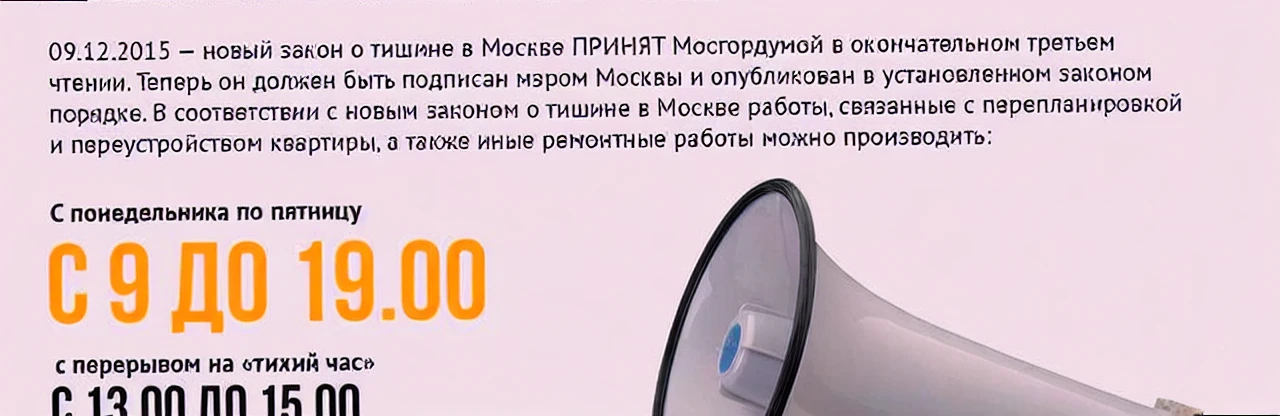 09.12.2015 – новый закон о тишине в Москве ПРИНЯТ Мосгордумой в окончательном третьем
чтении. Теперь он должен быть подписан мэром Москвы и опубликован в установленном законом
порядке. В соответствии с новым законом о тишине в Москве работы, связанные с перепланировкой
и переустройством квартиры, а также иные ремонтные работы можно производить:
С понедельника по пятницу
С 9 ДО 19.00
с перерывом на «тихий час»
С 13.00 ДО 15.00